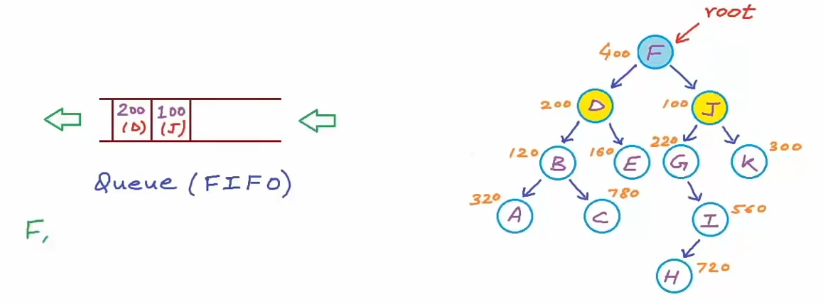 root
400 F
200 D
100 J
200 (D)
100 (J)
120 B
160 E
220 G
K 300
Queue (FIFO)
320 A
C 780
I 560
F,
H 720